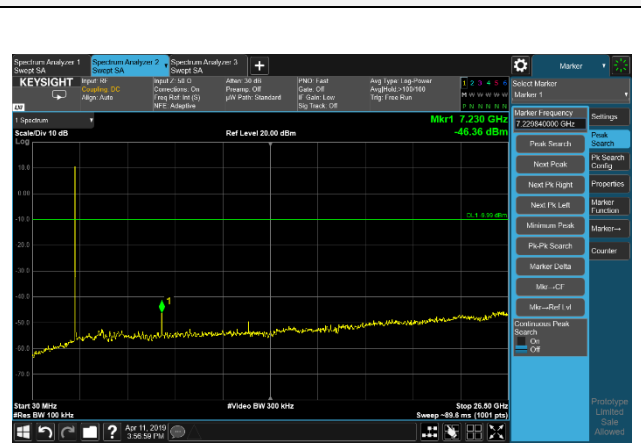 Spectrum Analyzer 1
Swept SA
Spectrum Analyzer 2
Swept SA
Spectrum Analyzer 3
Swept SA
+
Marker
KEYSIGHT
Input: RF
Coupling: DC
Align: Auto
Input Z: 50 Ω
Corrections: On
Freq Ref: Int (S)
NFE: Adaptive
Atten: 30 dB
Preamp: Off
µW Path: Standard
PNO: Fast
Gate: Off
IF Gain: Low
Sig Track: Off
Avg Type: Log-Power
Avg|Hold:>100/100
Trig: Free Run
1 2 3 4 5 6
M W W W W W
P N N N N N
LXI
Select Marker
Marker 1
1 Spectrum
Scale/Div 10 dB
Log
Ref Level 20.00 dBm
Mkr1 7.230 GHz
-46.36 dBm
Marker Frequency
7.229840000 GHz
Settings
Peak Search
Peak
Search
Next Peak
Pk Search
Config
Next Pk Right
Properties
Next Pk Left
Marker
Function
Minimum Peak
Marker→
Pk-Pk Search
Counter
Marker Delta
Mkr→CF
Mkr→Ref Lvl
Continuous Peak
Search
On
Off
10.0
0.00
-10.0
-20.0
-30.0
-40.0
-50.0
-60.0
-70.0
1
Start 30 MHz
#Res BW 100 kHz
#Video BW 300 kHz
Stop 26.50 GHz
Sweep ~89.6 ms (1001 pts)
?
Apr 11, 2019
3:56:59 PM
Prototype
Limited
Sale
Allowed